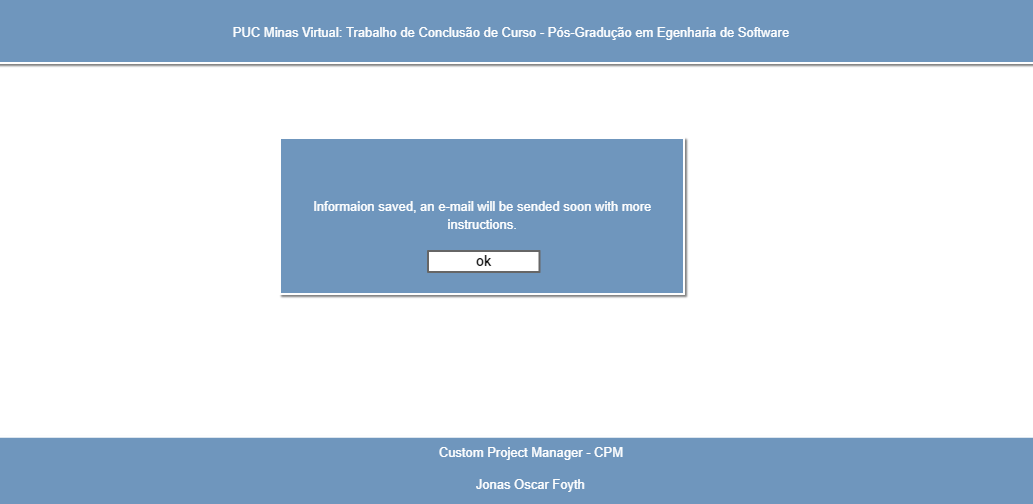 PUC Minas Virtual: Trabalho de Conclusão de Curso - Pós-Gradução em Egenharia de Software
Informaion saved, an e-mail will be sended soon with more
instructions.
ok
Custom Project Manager - CPM
Jonas Oscar Foyth